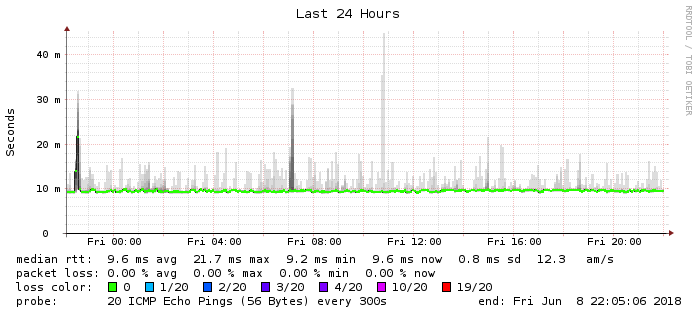 Last 24 Hours
RRDTOOL / TOBI OETIKER
Seconds
40 m
30 m
20 m
10 m
0
Fri 00:00 Fri 04:00 Fri 08:00 Fri 12:00 Fri 16:00 Fri 20:00
median rtt: 9.6 ms avg 21.7 ms max 9.2 ms min 9.6 ms now 0.8 ms sd 12.3 am/s
packet loss: 0.00 % avg 0.00 % max 0.00 % min 0.00 % now
loss color: 0 1/20 2/20 3/20 4/20 10/20 19/20
probe: 20 ICMP Echo Pings (56 Bytes) every 300s end: Fri Jun 8 22:05:06 2018